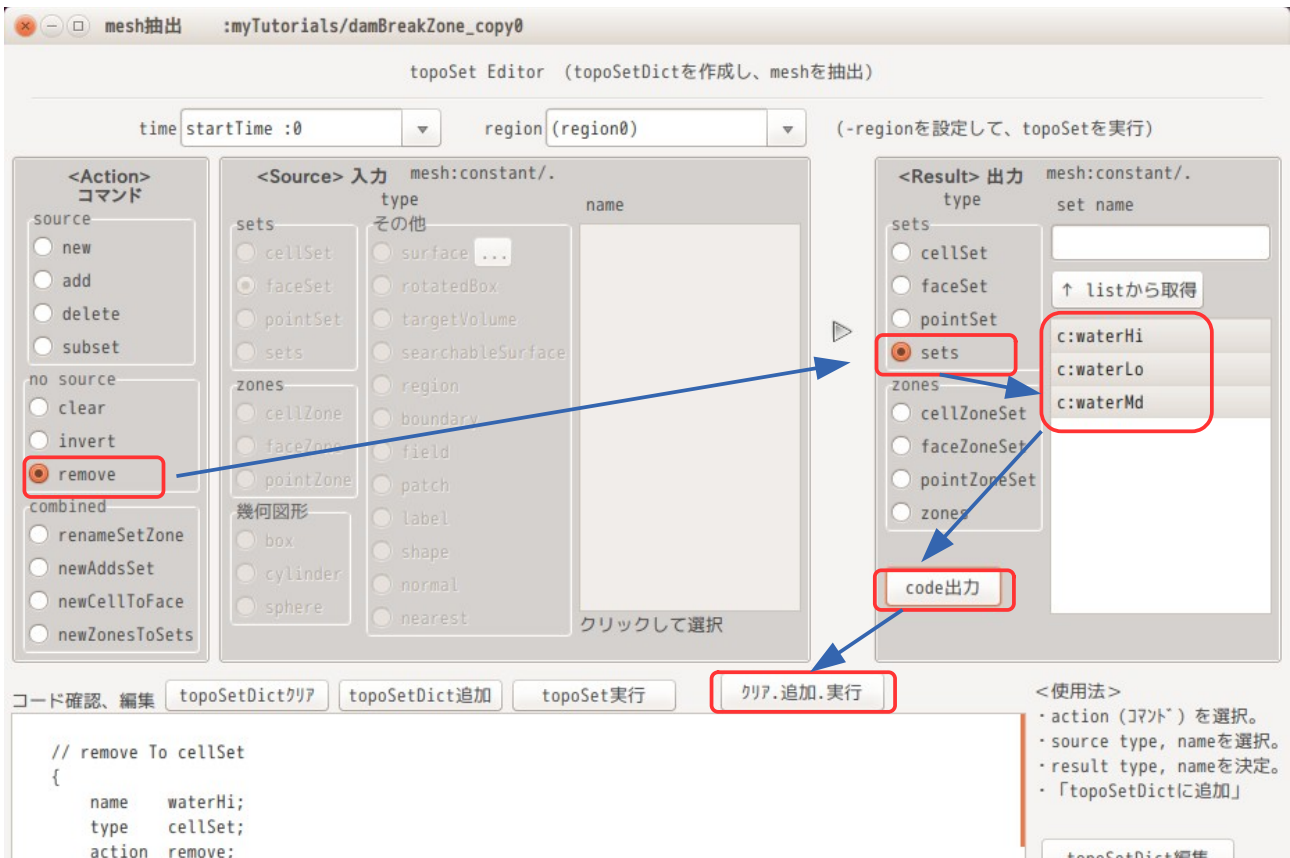 mesh抽出 :myTutorials/damBreakZone_copy0
topoSet Editor (topoSetDictを作成し、meshを抽出)
time startTime :0 region (region0) (-regionを設定して、topoSetを実行)
<Action>
コマンド
source
new
add
delete
subset
no source
clear
invert
remove
combined
renameSetZone
newAddsSet
newCellToFace
newZonesToSets
<Source> 入力 mesh:constant/.
type
name
sets
cellSet
faceSet
pointSet
sets
zones
cellZone
faceZone
pointZone
幾何図形
box
cylinder
sphere
その他
surface ...
rotatedBox
targetVolume
searchableSurface
region
boundary
field
patch
label
shape
normal
nearest
クリックして選択
<Result> 出力 mesh:constant/.
type
set name
sets
cellSet
faceSet
pointSet
sets
zones
cellZoneSet
faceZoneSet
pointZoneSet
zones
code出力
↑ listから取得
c:waterHi
c:waterLo
c:waterMd
コード確認、編集 topoSetDictｸﾘｱ topoSetDict追加 topoSet実行 ｸﾘｱ.追加.実行
// remove To cellSet
{
name waterHi;
type cellSet;
action remove;
<使用法>
・action (ｺﾏﾝﾄﾞ) を選択。
・source type, nameを選択。
・result type, nameを決定。
・「topoSetDictに追加」
topoSetDict編集